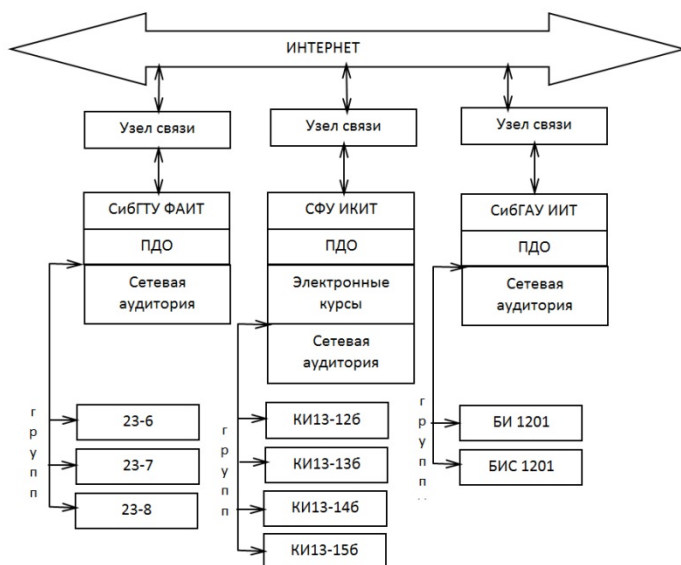 ИНТЕРНЕТ
Узел связи
Узел связи
Узел связи
СибГТУ ФАИТ
ПДО
Сетевая
аудитория
СФУ ИКИТ
ПДО
Электронные
курсы
Сетевая
аудитория
СибГАУ ИИТ
ПДО
Сетевая
аудитория
г
р
у
п
п
23-6
23-7
23-8
г
р
у
п
п
КИ13-12б
КИ13-13б
КИ13-14б
КИ13-15б
г
р
у
п
п
БИ 1201
БИС 1201